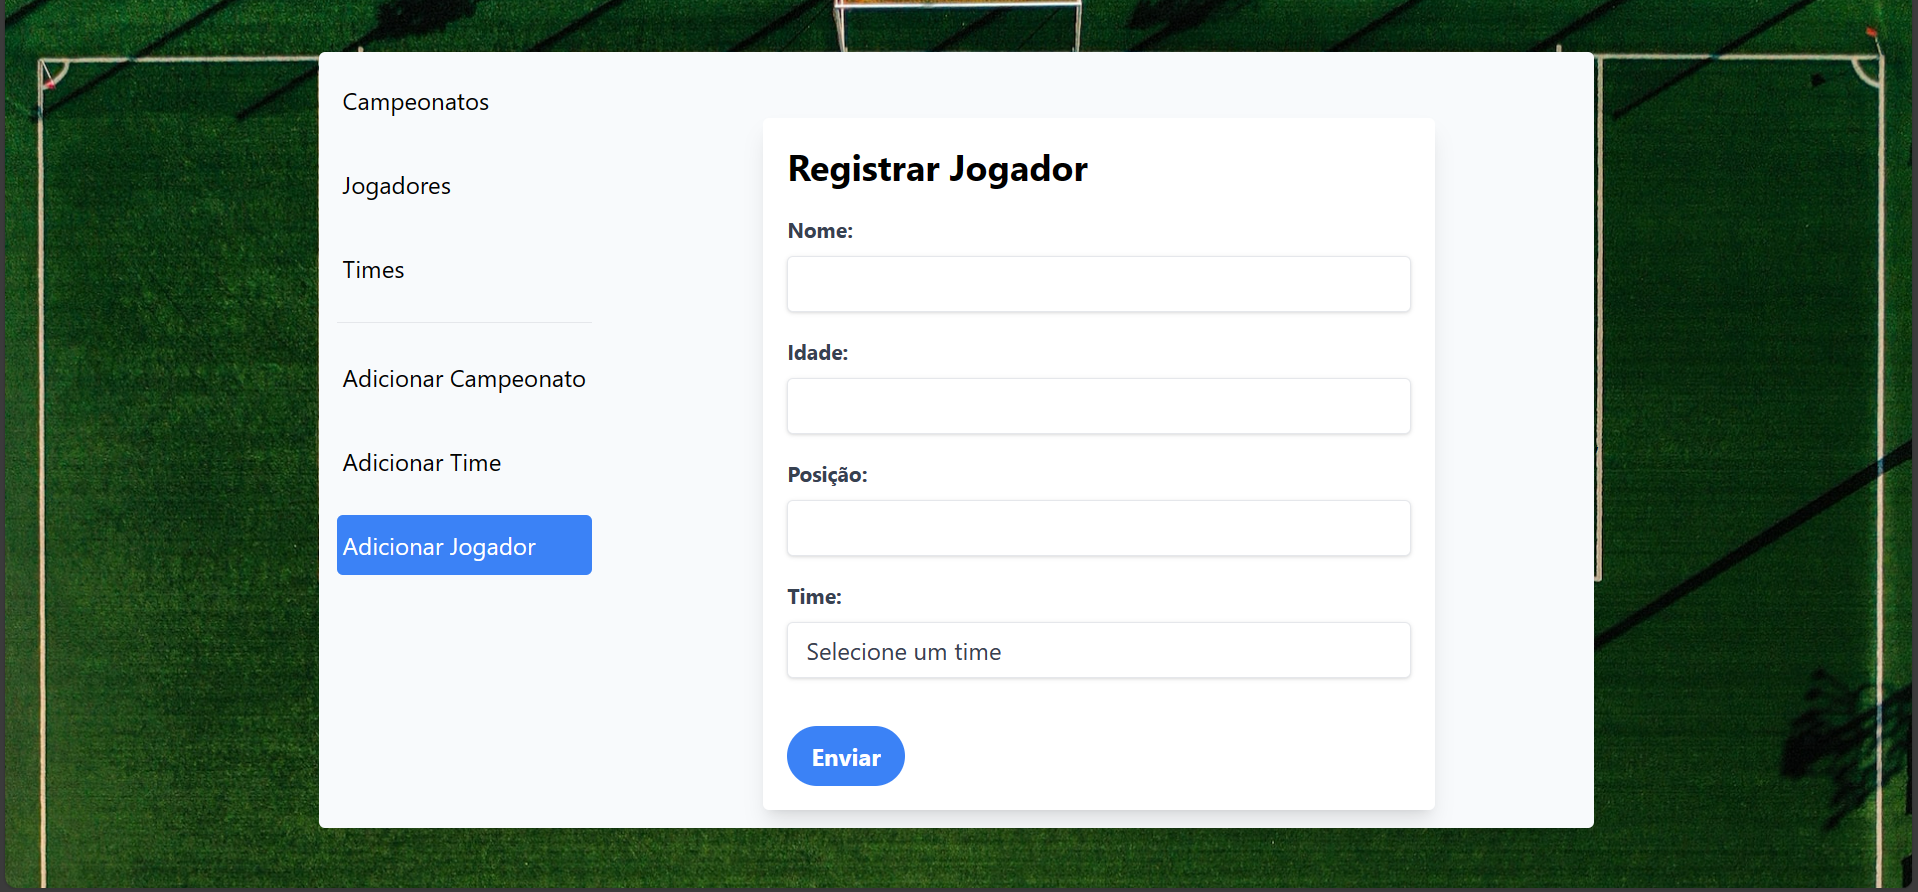 Campeonatos
Jogadores
Times
Adicionar Campeonato
Adicionar Time
Adicionar Jogador
Registrar Jogador
Nome:
Idade:
Posição:
Time:
Selecione um time
Enviar